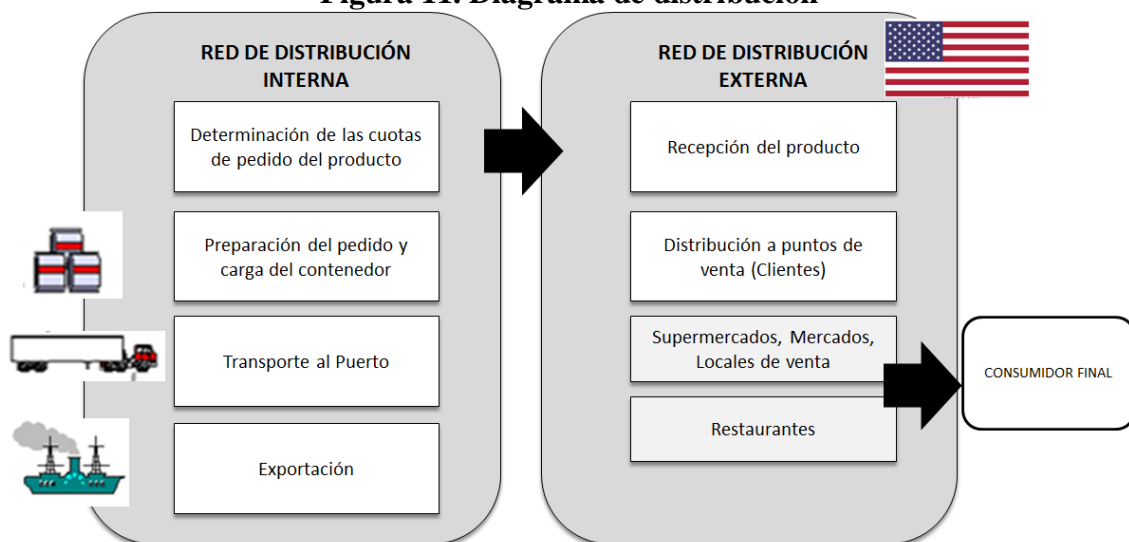 Figura 11. Diagrama de distribución
RED DE DISTRIBUCIÓN
INTERNA
Determinación de las cuotas
de pedido del producto
Preparación del pedido y
carga del contenedor
Transporte al Puerto
Exportación
RED DE DISTRIBUCIÓN
EXTERNA
Recepción del producto
Distribución a puntos de
venta (Clientes)
Supermercados, Mercados,
Locales de venta
Restaurantes
CONSUMIDOR FINAL